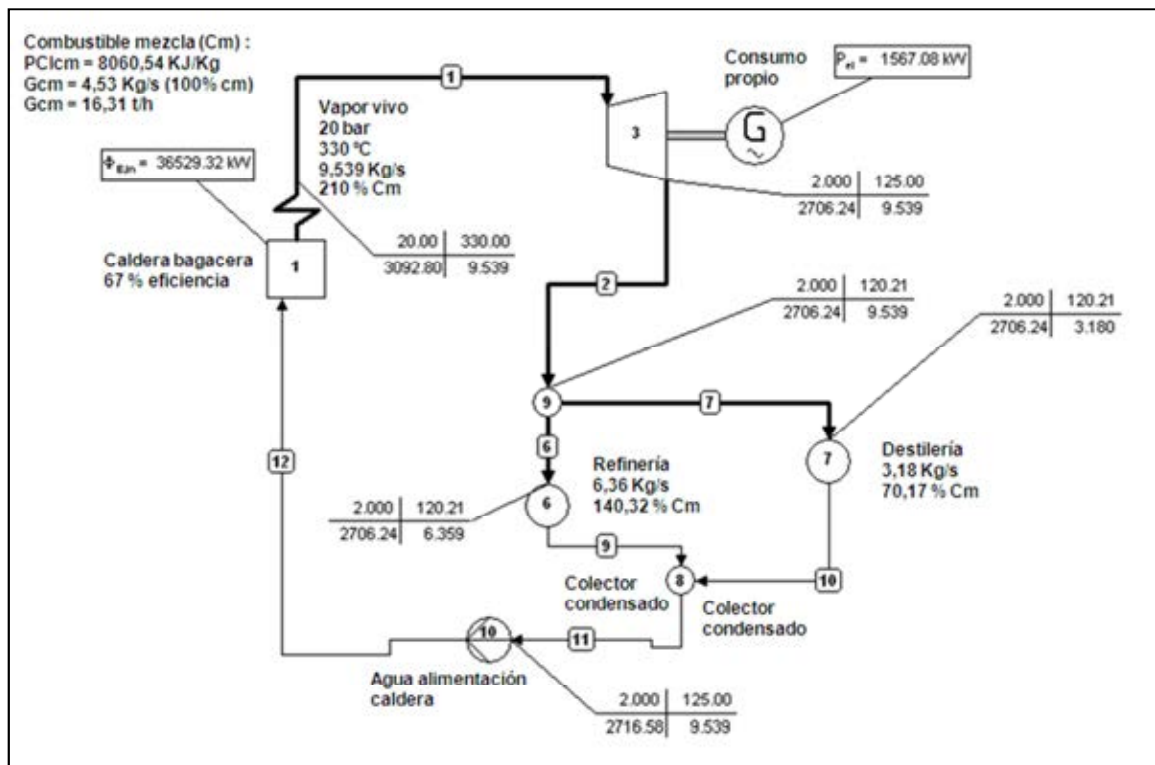 Combustible mezcla (Cm) :
PCIcm = 8060,54 KJ/Kg
Gcm = 4,53 Kg/s (100% cm)
Gcm = 16,31 t/h
Consumo
propio
Pel = 1567.08 kW
1
Vapor vivo
20 bar
330 ºC
9.539 Kg/s
210 % Cm
3
G
~
36529.32 kW
2.000 125.00
2706.24 9.539
Caldera bagacera
67 % eficiencia
1
20.00 330.00
3092.80 9.539
2
2.000 120.21
2706.24 9.539
2.000 120.21
2706.24 3.180
9
7
6
12
Refinería
6,36 Kg/s
140,32 % Cm
7
Destilería
3,18 Kg/s
70,17 % Cm
2.000 120.21
2706.24 6.359
6
9
8
10
Colector
condensado
Colector
condensado
10
11
Agua alimentación
caldera
2.000 125.00
2716.58 9.539